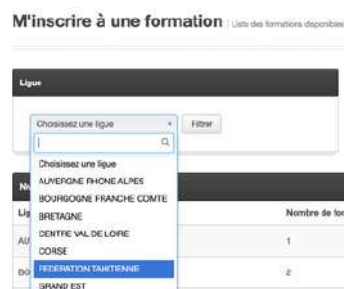 M'inscrire à une formation | Liste des formations disponibles
Ligue
Choisissez une ligue
Filtrer
Choisissez une ligue
AUVERGNE RHONE ALPES
BOURGOGNE FRANCHE COMTE
BRETAGNE
CENTRE VAL DE LOIRE
CORSE
FEDERATION TAHITIENNE
GRAND EST
Nombre de for
1
2